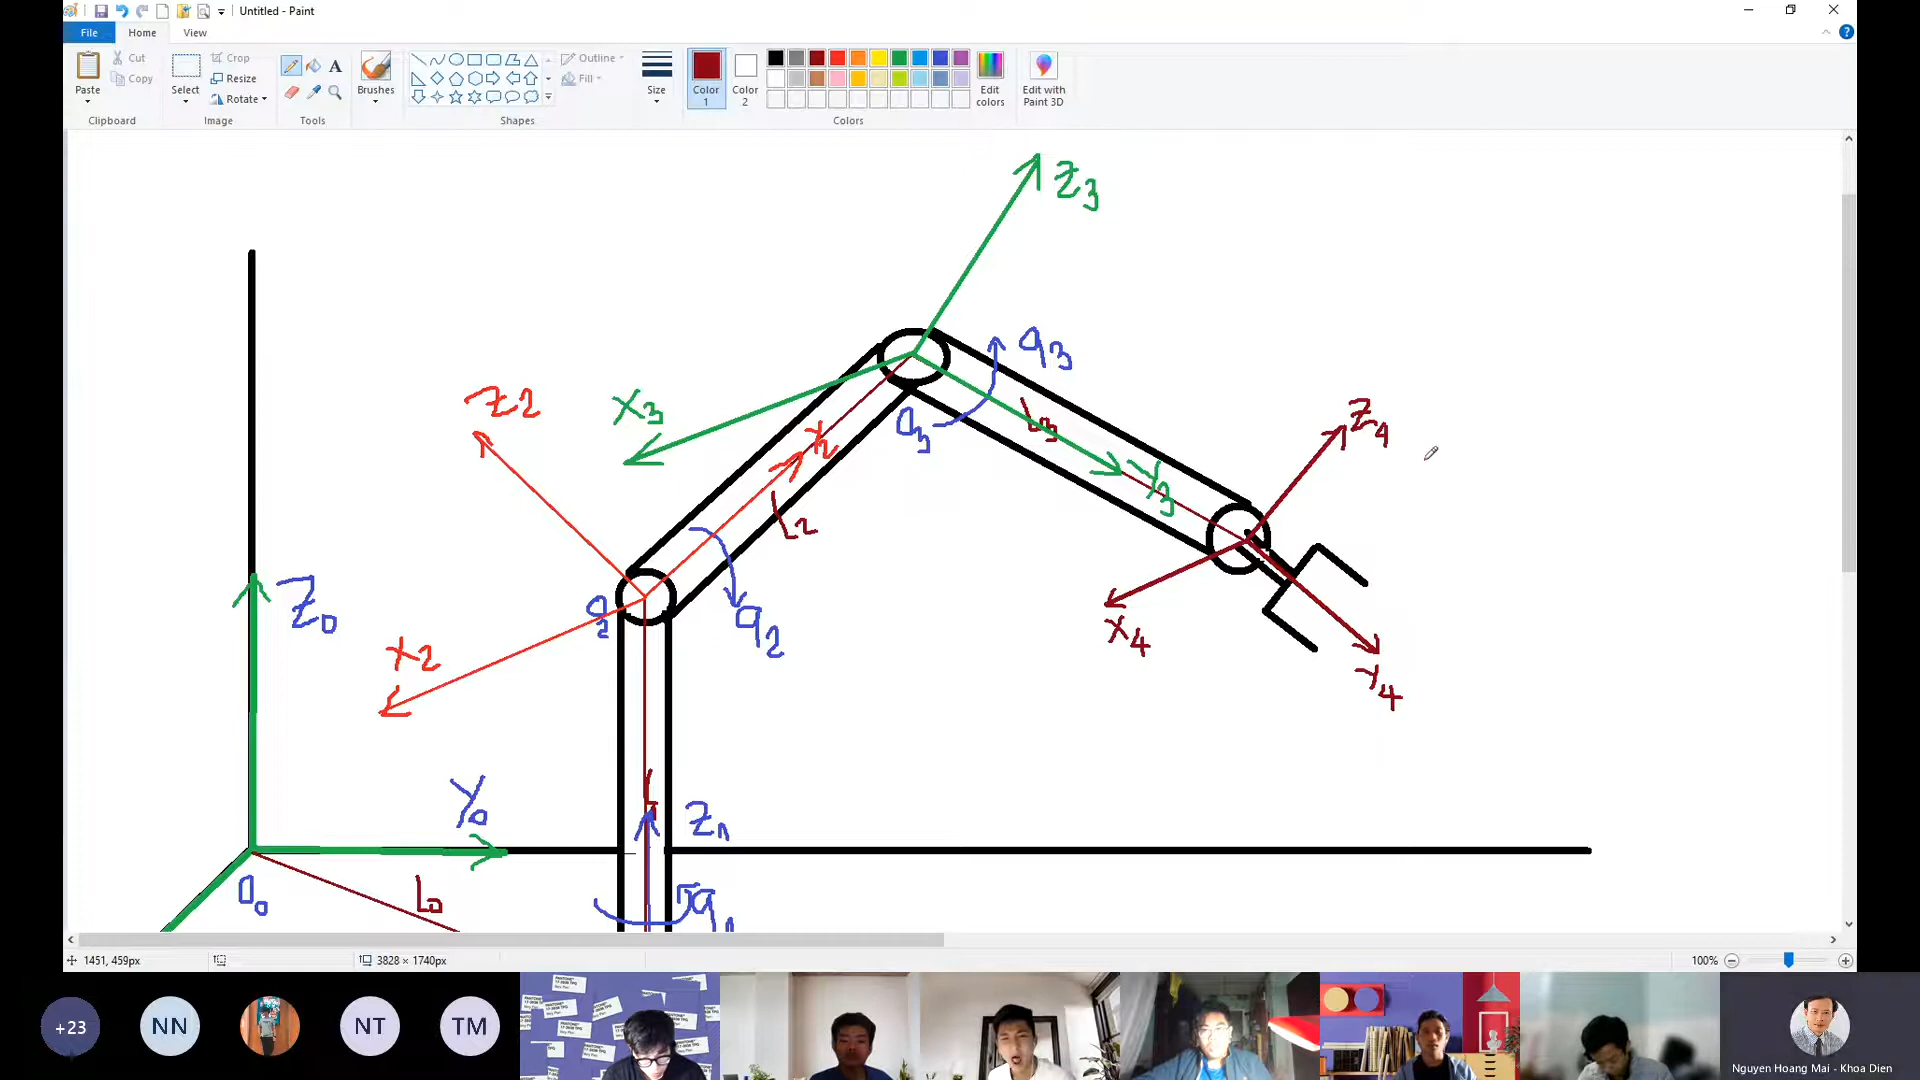 Untitled - Paint
File
Home
View
Cut
Copy
Paste
Clipboard
Crop
Resize
Rotate
Select
Image
A
Tools
Brushes
Outline
Fill
Shapes
Size
Color
1
Color
2
Edit
colors
Colors
Edit with
Paint 3D
Z3
q3
X3
Z2
q3
L3
Z4
Y3
L2
q2
q2
Z0
X2
X4
Y4
Y0
Z1
L0
O0
q1
1451, 459px
3828 × 1740px
100%
+23
NN
NT
TM
Nguyen Hoang Mai - Khoa Dien